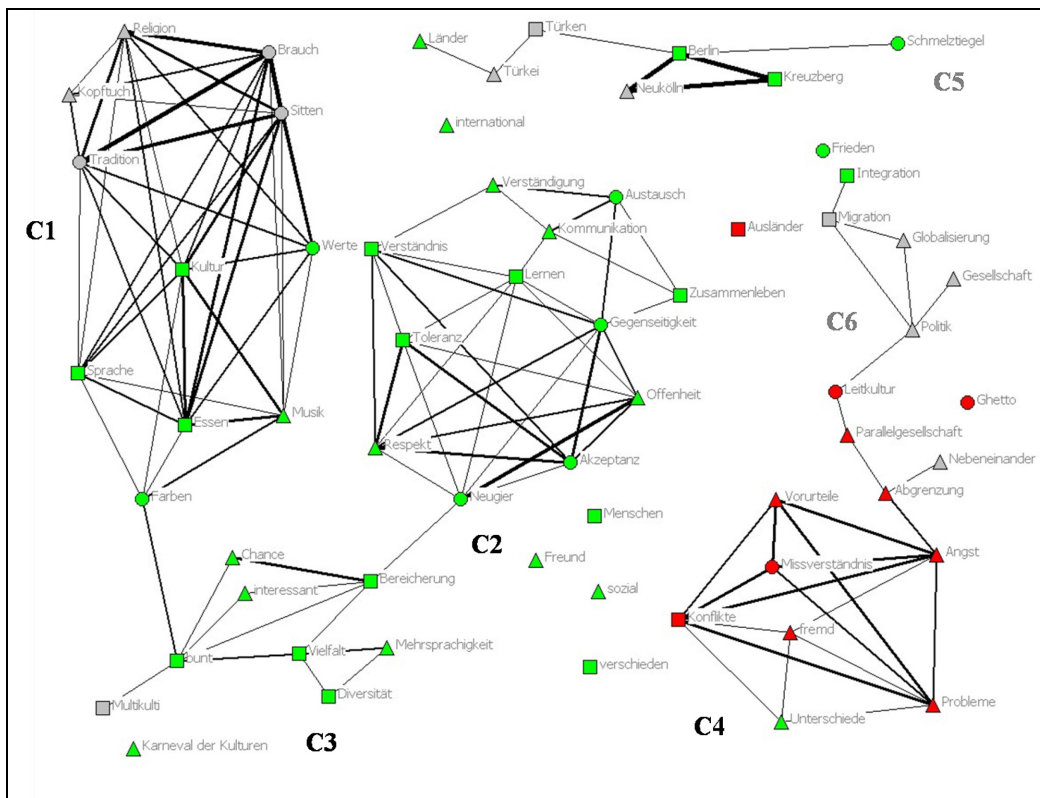 Religion
Brauch
Kopftuch
Sitten
Tradition
C1
Werte
Kultur
Sprache
Essen
Musik
Farben
Länder
Türken
Türkei
Berlin
Schmelztiegel
Neukölln
Kreuzberg
C5
international
Verständigung
Austausch
Kommunikation
Verständnis
Lernen
Zusammenleben
Gegenseitigkeit
Toleranz
Offenheit
Respekt
Akzeptanz
Neugier
C2
Frieden
Integration
Ausländer
Migration
Globalisierung
Gesellschaft
C6
Politik
Leitkultur
Ghetto
Parallelgesellschaft
Nebeneinander
Abgrenzung
Vorurteile
Angst
Missverständnis
Konflikte
fremd
Probleme
Unterschiede
C4
Menschen
Freund
sozial
verschieden
Chance
Bereicherung
interessant
bunt
Vielfalt
Mehrsprachigkeit
Diversität
Multikulti
C3
Karneval der Kulturen